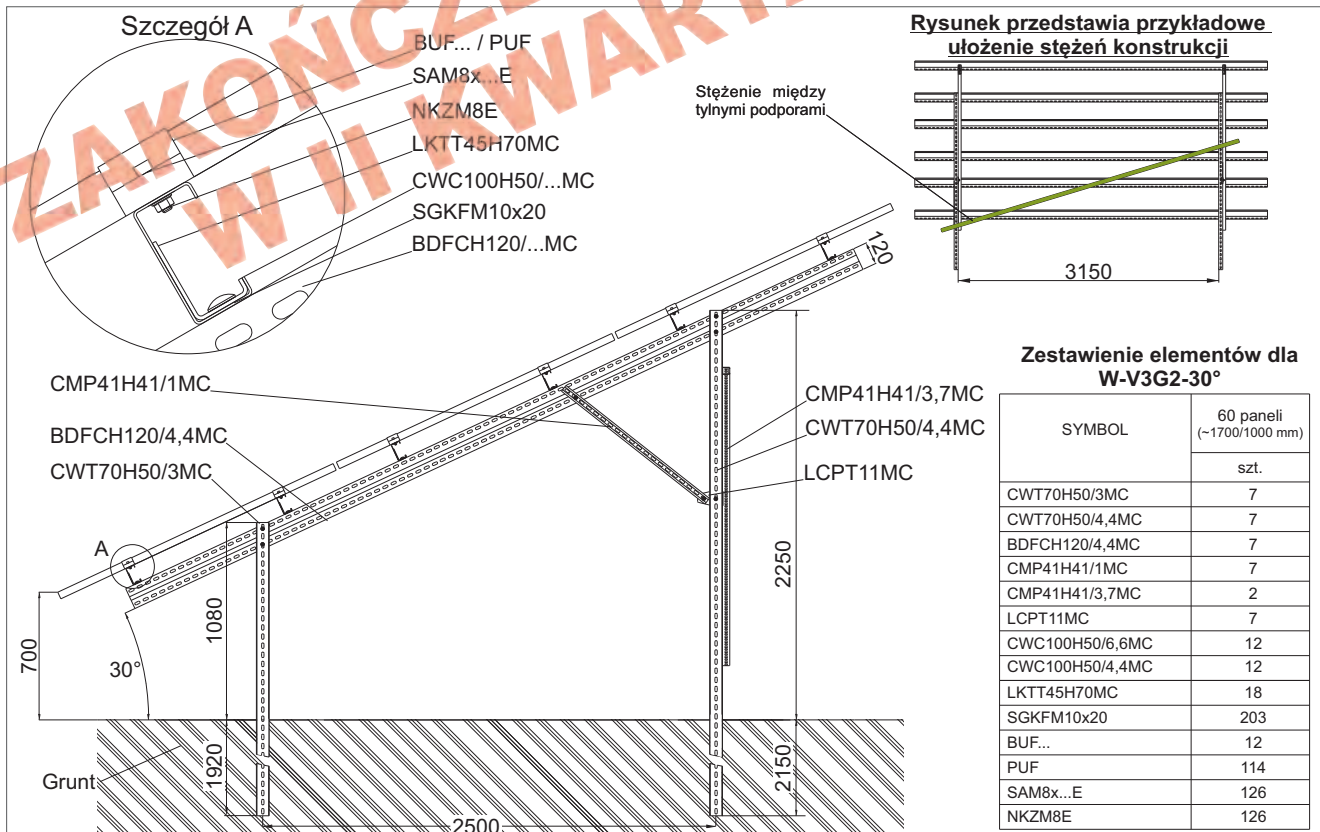 ZAKOŃCZE
W II KWART
Szczegół A
BUF... / PUF
SAM8x...E
NKZM8E
LKTT45H70MC
CWC100H50/...MC
SGKFM10x20
BDFCH120/...MC
Rysunek przedstawia przykładowe
ułożenie stężeń konstrukcji
Stężenie między
tylnymi podporami
3150
120
CMP41H41/1MC
BDFCH120/4,4MC
CWT70H50/3MC
CMP41H41/3,7MC
CWT70H50/4,4MC
LCPT11MC
A
700
30°
1080
2250
1920
2150
Grunt
2500
Zestawienie elementów dla
W-V3G2-30°
SYMBOL 60 paneli
(~1700/1000 mm)
szt.
CWT70H50/3MC 7
CWT70H50/4,4MC 7
BDFCH120/4,4MC 7
CMP41H41/1MC 7
CMP41H41/3,7MC 2
LCPT11MC 7
CWC100H50/6,6MC 12
CWC100H50/4,4MC 12
LKTT45H70MC 18
SGKFM10x20 203
BUF... 12
PUF 114
SAM8x...E 126
NKZM8E 126